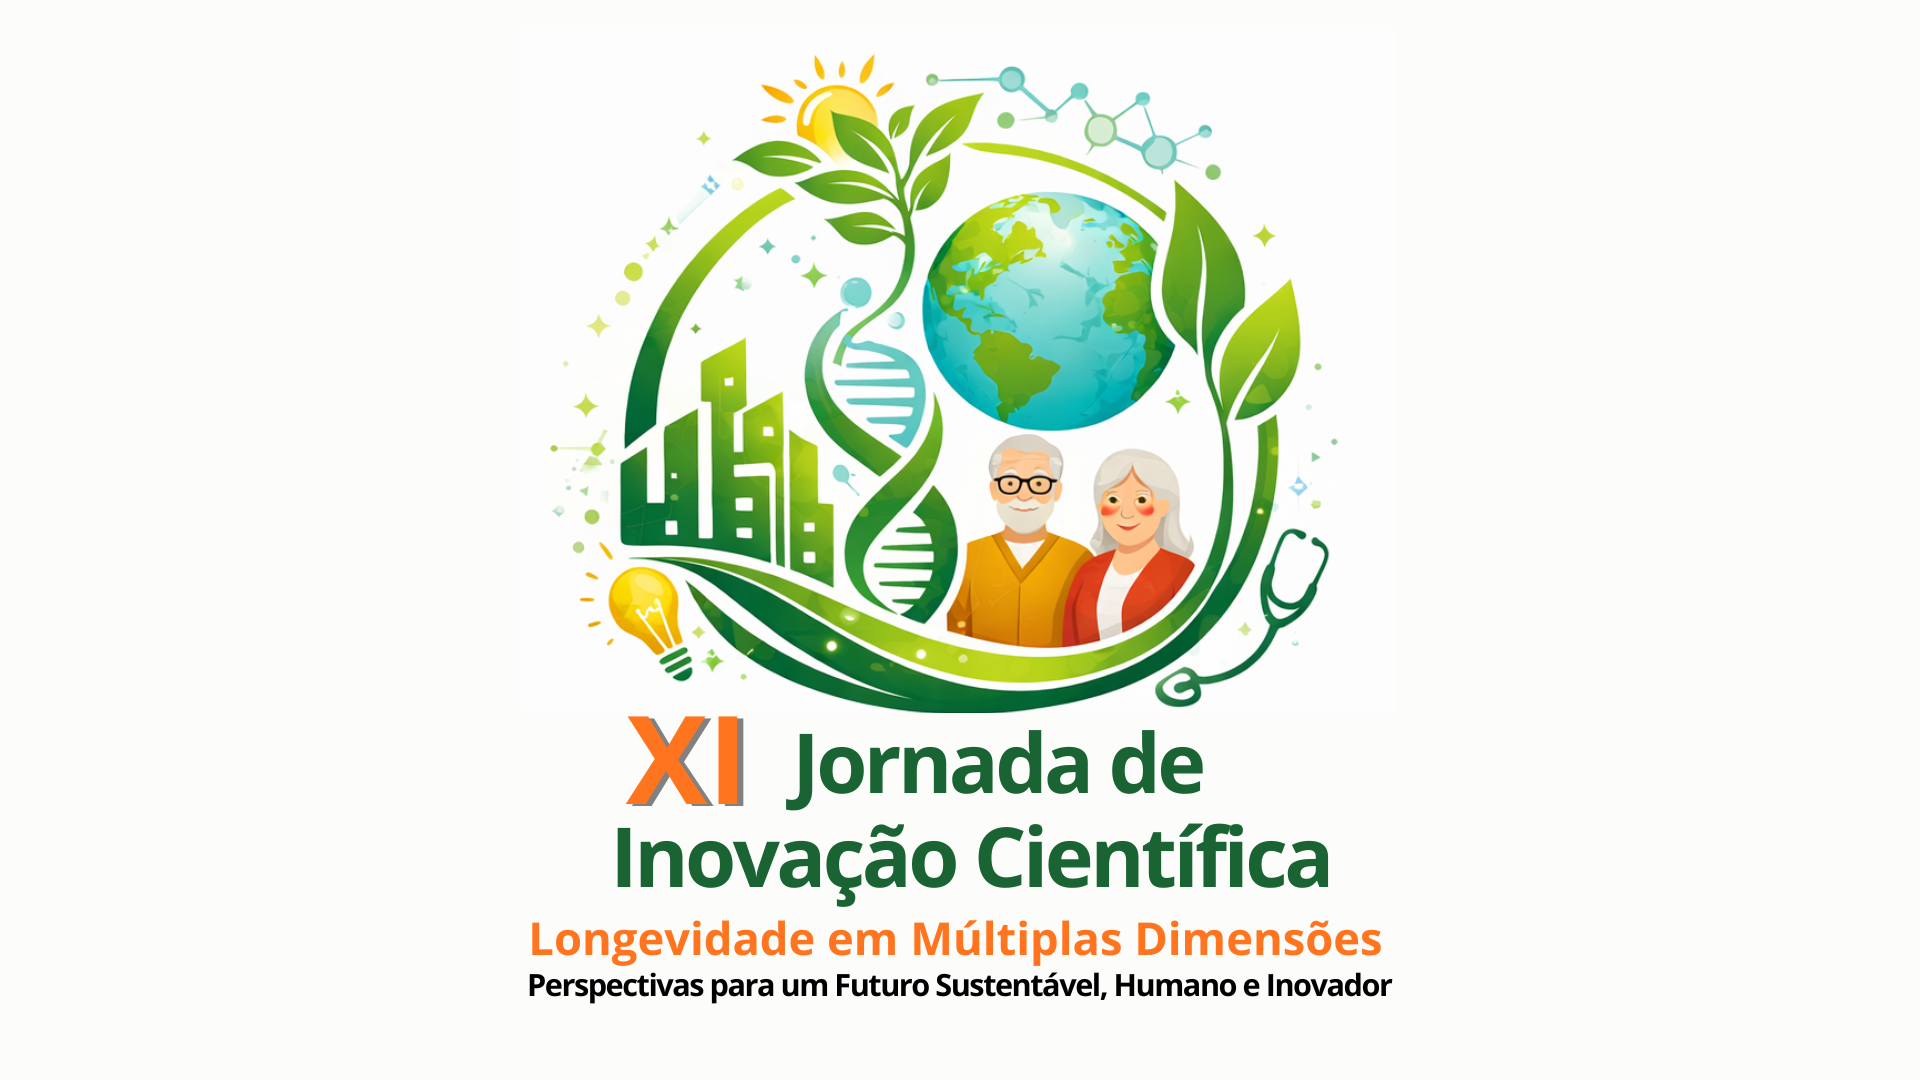 XI Jornada de
Inovação Científica
Longevidade em Múltiplas Dimensões
Perspectivas para um Futuro Sustentável, Humano e Inovador